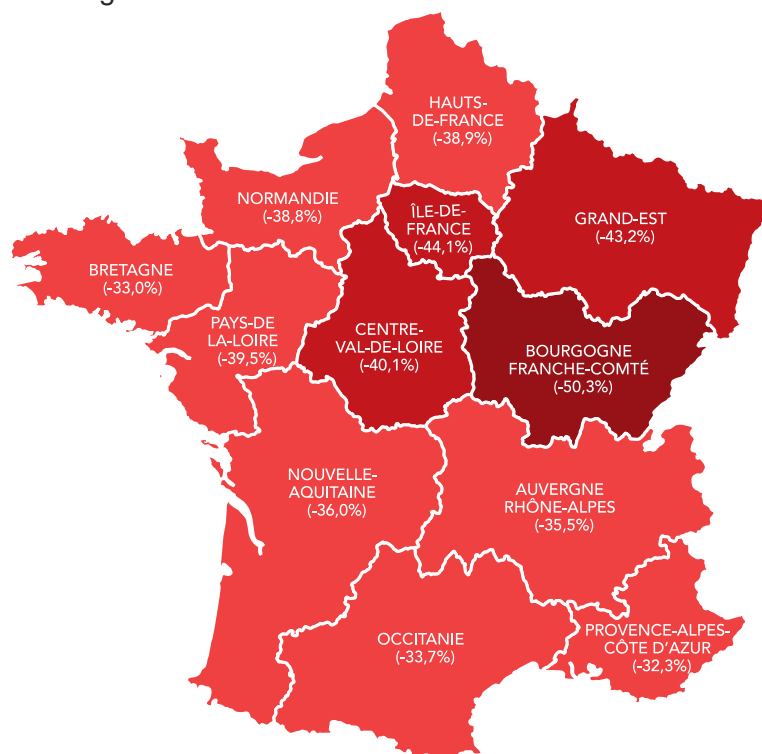 HAUTS-
DE-FRANCE
(-38,9%)
NORMANDIE
(-38,8%)
ÎLE-DE-
FRANCE
(-44,1%)
GRAND-EST
(-43,2%)
BRETAGNE
(-33,0%)
PAYS-DE
LA-LOIRE
(-39,5%)
CENTRE-
VAL-DE-LOIRE
(-40,1%)
BOURGOGNE
FRANCHE-COMTÉ
(-50,3%)
NOUVELLE-
AQUITAINE
(-36,0%)
AUVERGNE
RHÔNE-ALPES
(-35,5%)
OCCITANIE
(-33,7%)
PROVENCE-ALPES-
CÔTE D'AZUR
(-32,3%)